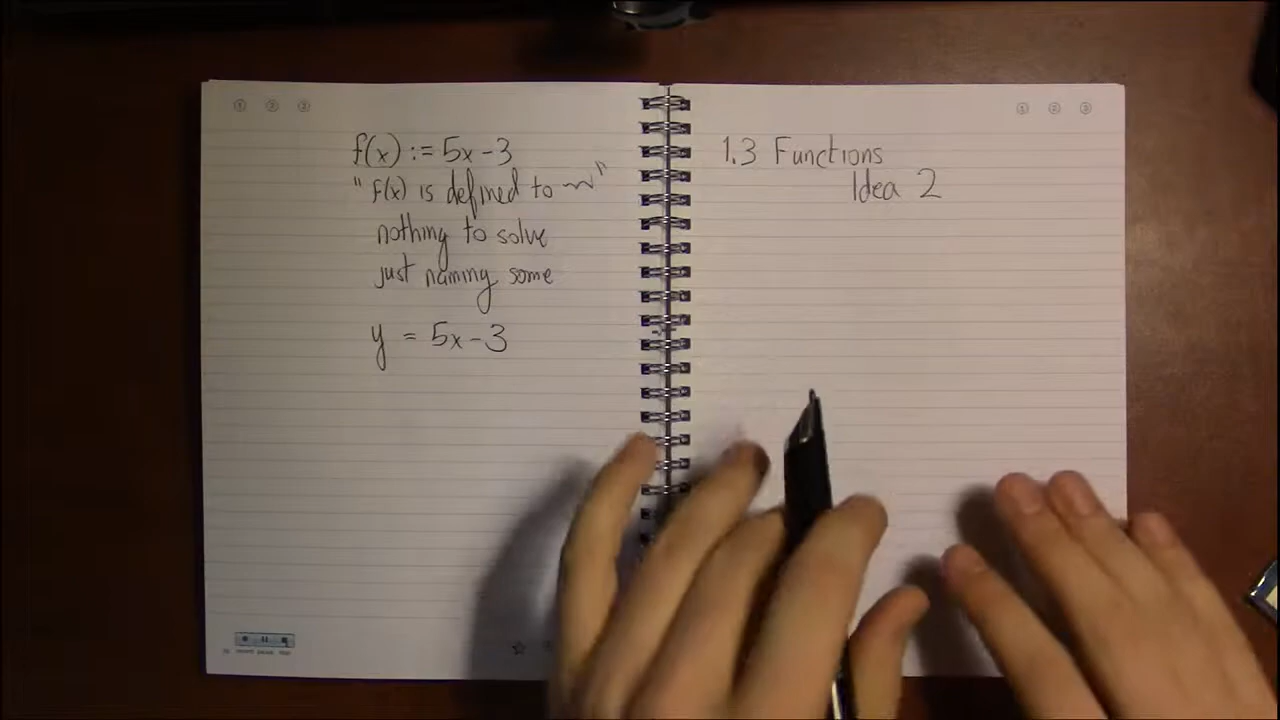 f(x) := 5x-3
"f(x) is defined to ~"
nothing to solve
just naming some
y = 5x-3
1.3 Functions
Idea 2